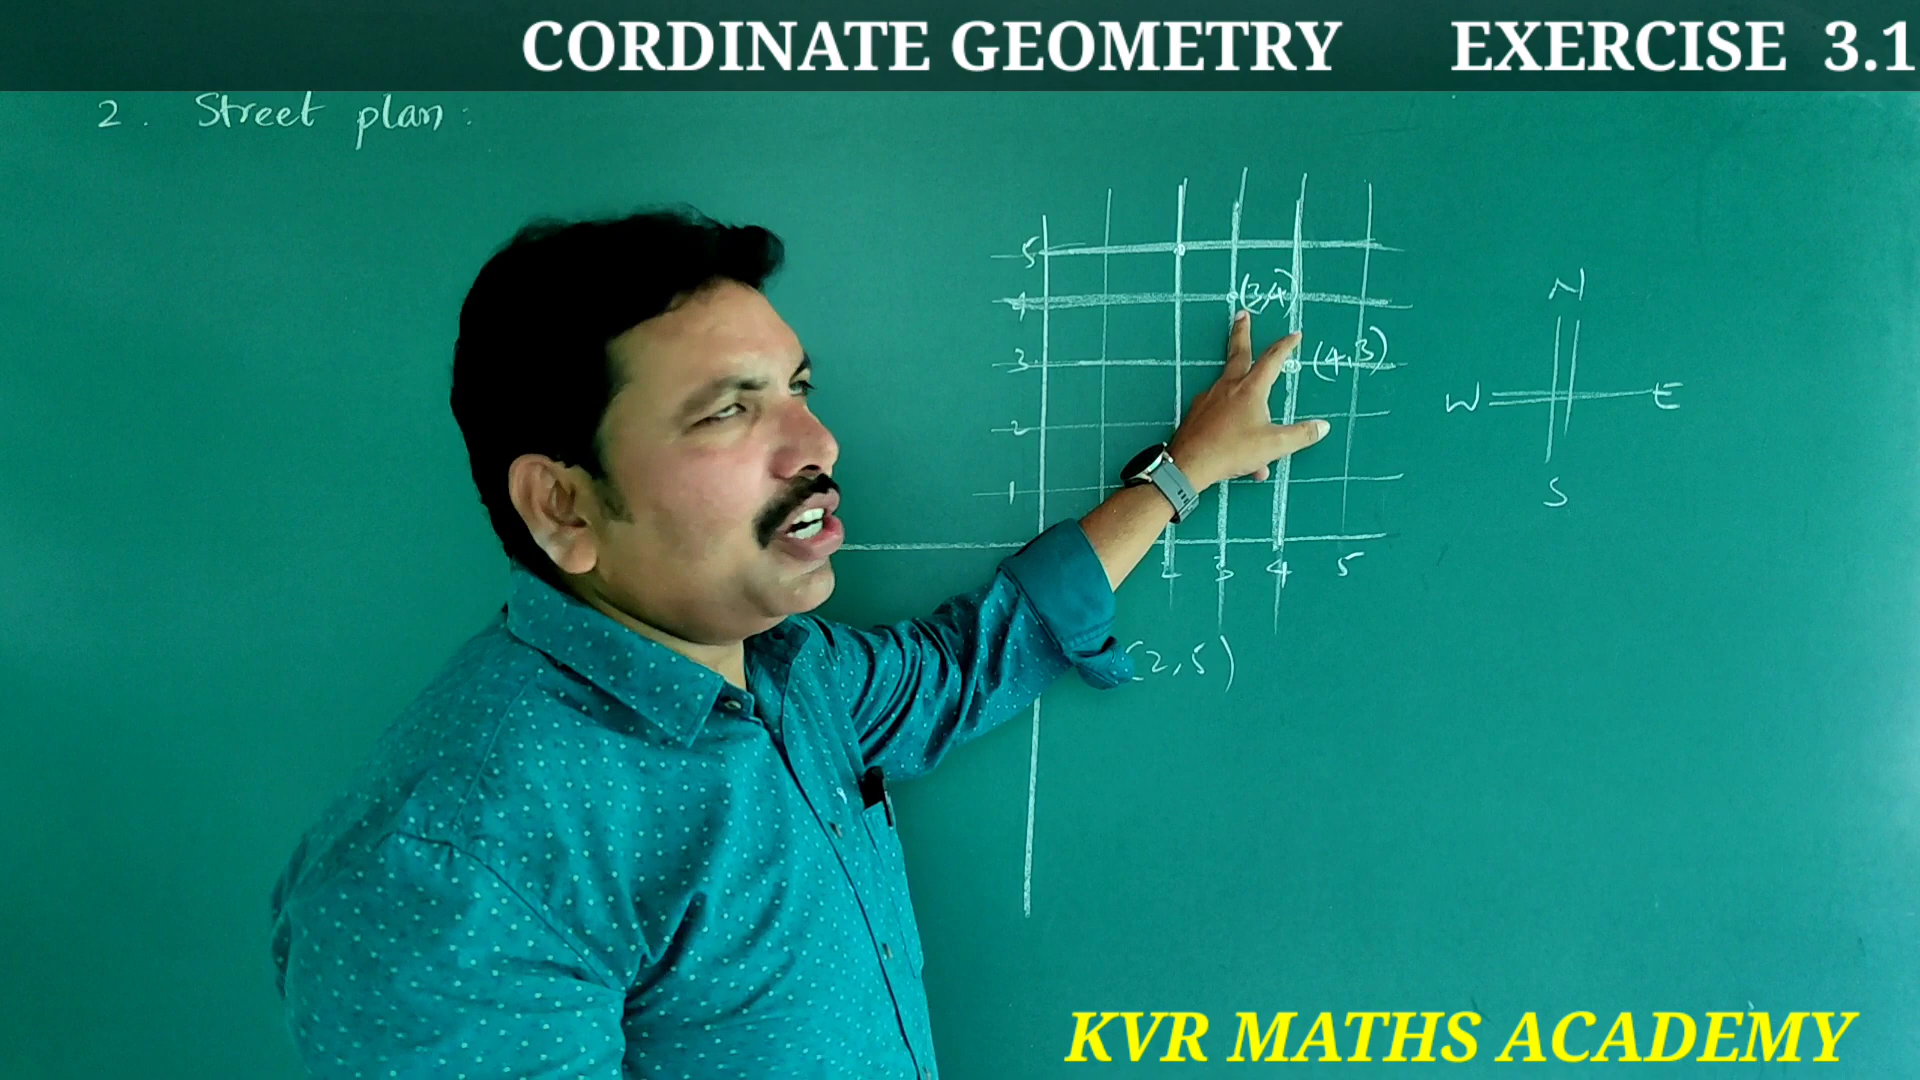 CORDINATE GEOMETRY EXERCISE 3.1
2. Street plan:
N
5
4 (3,4)
3 (4,3)
W E
2
1
S
2 3 4 5
(2,5)
KVR MATHS ACADEMY